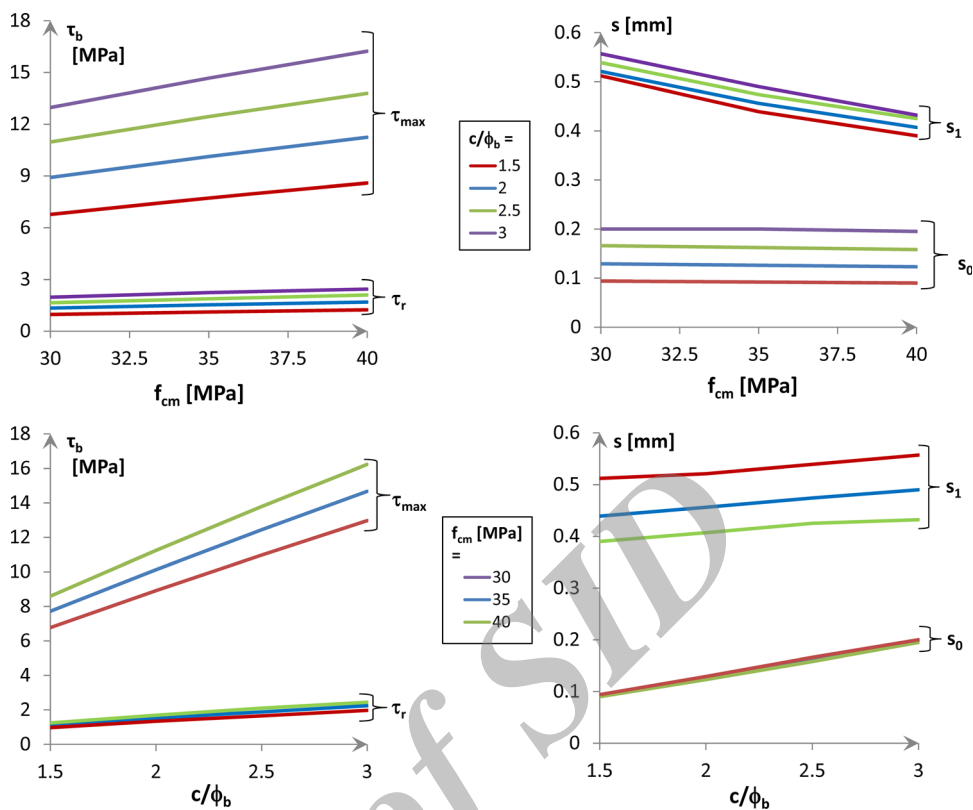 τb
[MPa]
18
15
12
9
6
3
0
τmax
τr
30 32.5 35 37.5 40
fcm [MPa]
c/ϕb =
1.5
2
2.5
3
s [mm]
0.6
0.5
0.4
0.3
0.2
0.1
0
s1
s0
30 32.5 35 37.5 40
fcm [MPa]
τb
[MPa]
18
16
14
12
10
8
6
4
2
0
τmax
τr
1.5 2 2.5 3
c/ϕb
fcm [MPa]
=
30
35
40
s [mm]
0.6
0.5
0.4
0.3
0.2
0.1
0
s1
s0
1.5 2 2.5 3
c/ϕb
of SID